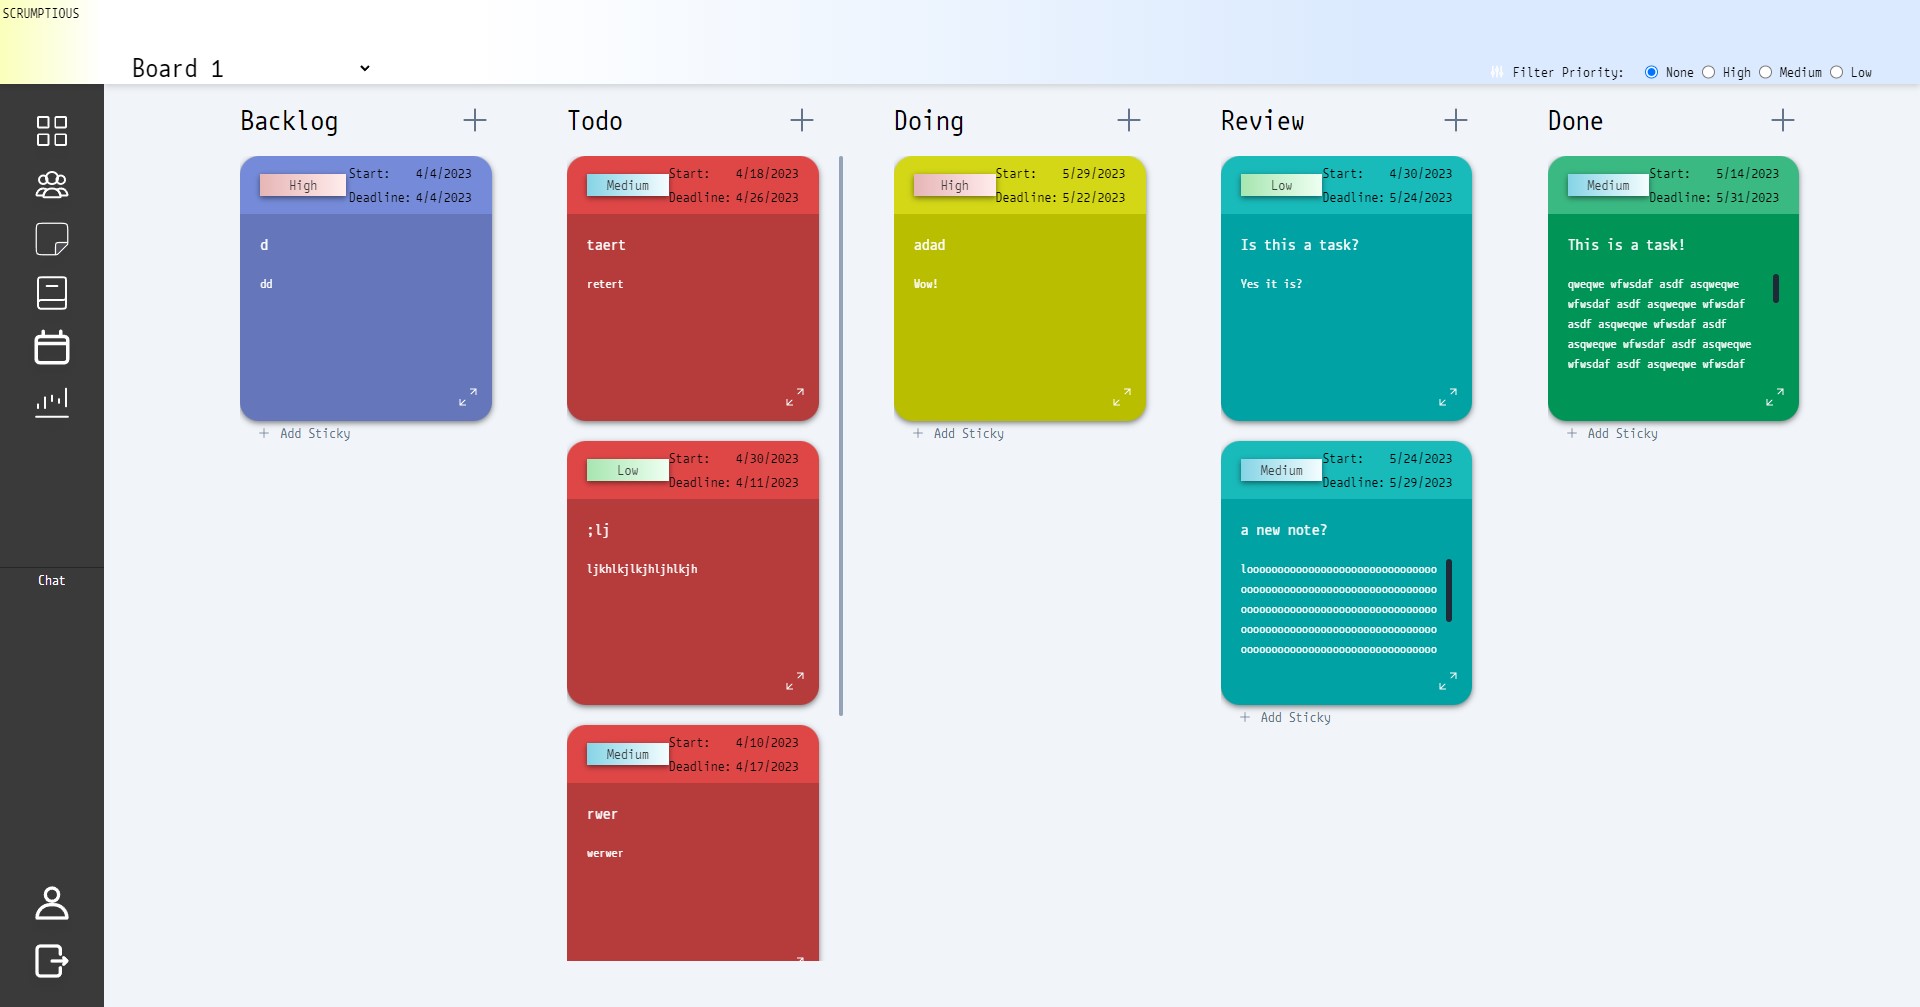 SCRUMPTIOUS
Board 1
Filter Priority: None High Medium Low
Backlog
High
Start: 4/4/2023
Deadline: 4/4/2023
d
dd
Add Sticky
Todo
Medium
Start: 4/18/2023
Deadline: 4/26/2023
taert
retert
Low
Start: 4/30/2023
Deadline: 4/11/2023
;lj
ljkhlkjlkjhljhlkjh
Medium
Start: 4/10/2023
Deadline: 4/17/2023
rwer
werwer
Doing
High
Start: 5/29/2023
Deadline: 5/22/2023
adad
Wow!
Add Sticky
Review
Low
Start: 4/30/2023
Deadline: 5/24/2023
Is this a task?
Yes it is?
Medium
Start: 5/24/2023
Deadline: 5/29/2023
a new note?
looooooooooooooooooooooooooooooo
oooooooooooooooooooooooooooooooo
oooooooooooooooooooooooooooooooo
oooooooooooooooooooooooooooooooo
oooooooooooooooooooooooooooooooo
Add Sticky
Done
Medium
Start: 5/14/2023
Deadline: 5/31/2023
This is a task!
qweqwe wfwsdaf asdf asqweqwe
wfwsdaf asdf asqweqwe wfwsdaf
asdf asqweqwe wfwsdaf asdf
asqweqwe wfwsdaf asdf asqweqwe
wfwsdaf asdf asqweqwe wfwsdaf
Add Sticky
Chat